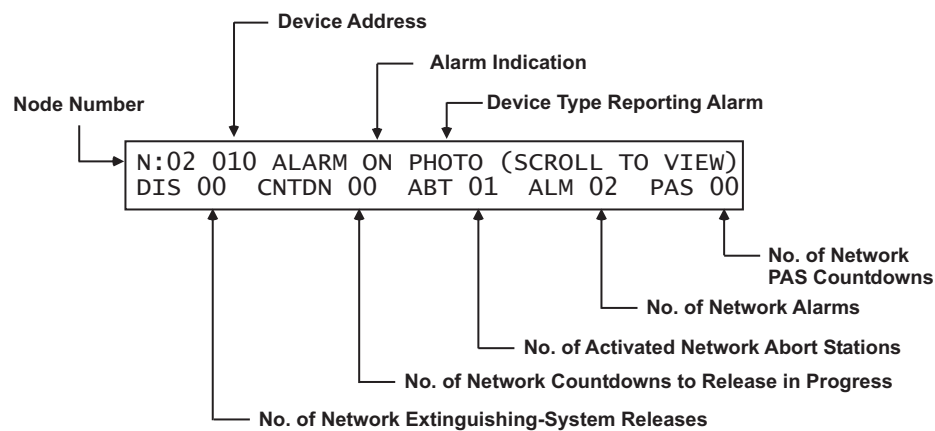 Device Address
Alarm Indication
Node Number
Device Type Reporting Alarm
N:02 010 ALARM ON PHOTO (SCROLL TO VIEW)
DIS 00 CNTDN 00 ABT 01 ALM 02 PAS 00
No. of Network
PAS Countdowns
No. of Network Alarms
No. of Activated Network Abort Stations
No. of Network Countdowns to Release in Progress
No. of Network Extinguishing-System Releases